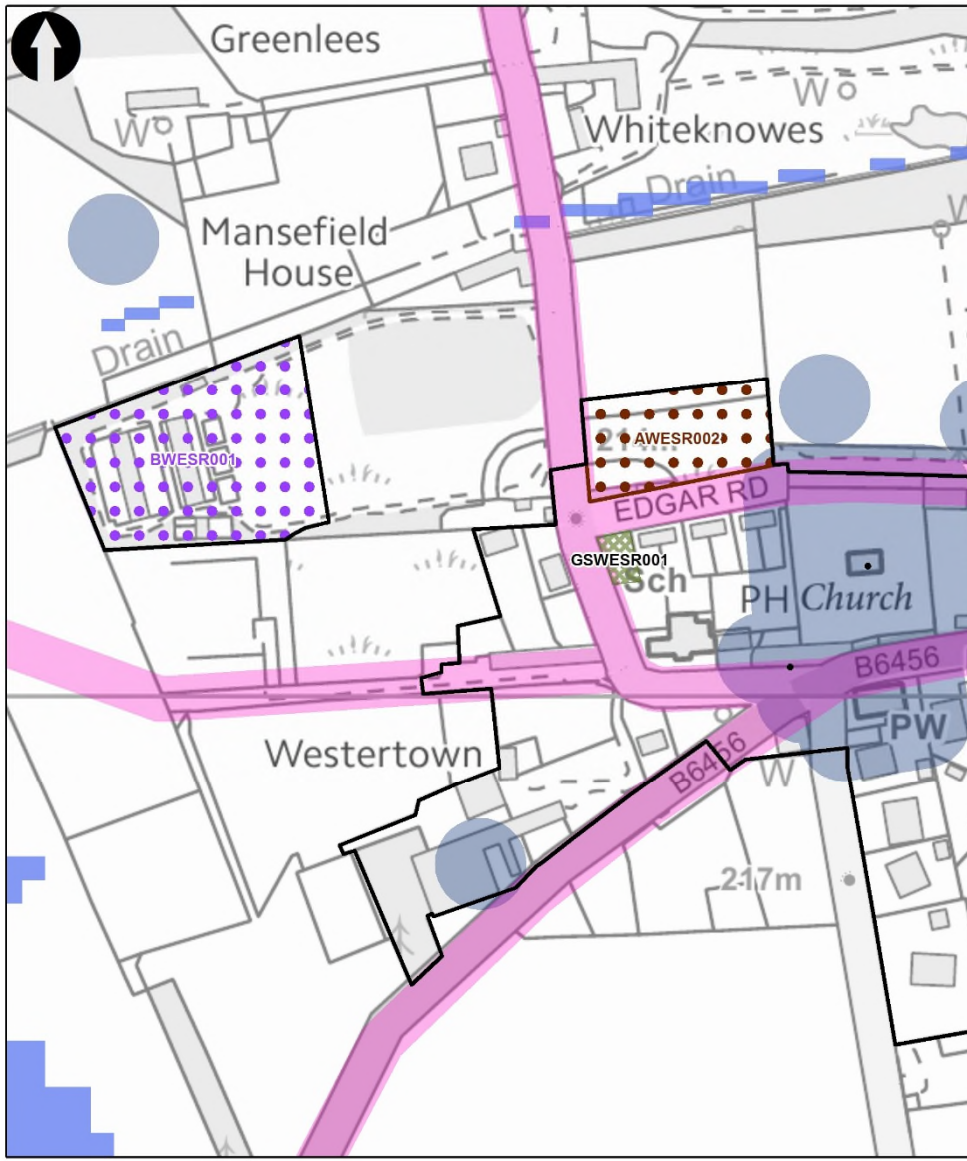 Greenlees
W
W
Whiteknowes
Drain
W
Mansefield
House
Drain
BWESR001
AWESR002
EDGAR RD
GSWESR001
Sch
PH Church
B6456
PW
Westertown
B6456
W
217m